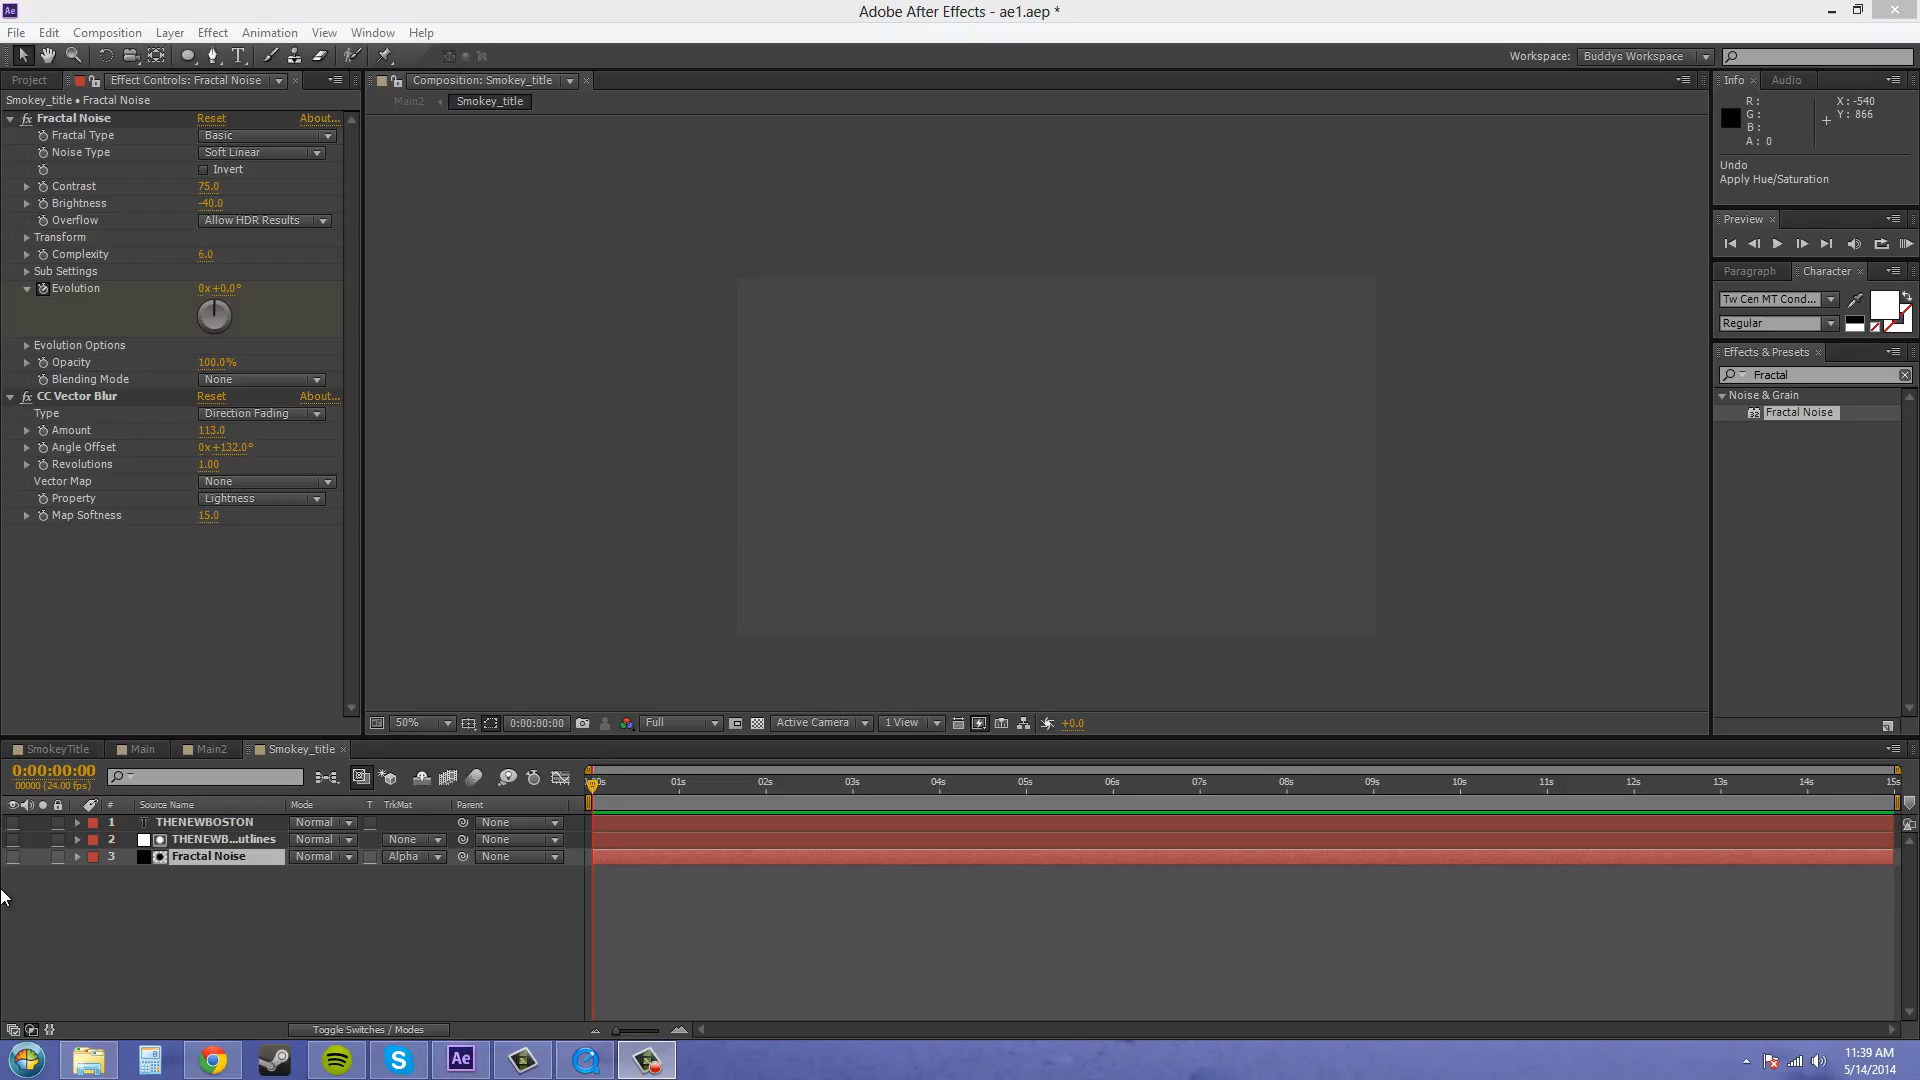 Adobe After Effects - ae1.aep *
File Edit Composition Layer Effect Animation View Window Help
Workspace: Buddys Workspace
Project Effect Controls: Fractal Noise Composition: Smokey_title Info Audio
Smokey_title • Fractal Noise Main2 Smokey_title
R : X : -540
G : Y : 866
B :
A : 0
Fractal Noise Reset About...
Fractal Type Basic
Noise Type Soft Linear
Invert
Undo
Apply Hue/Saturation
Contrast 75.0
Brightness -40.0
Overflow Allow HDR Results
Transform
Complexity 6.0
Sub Settings
Evolution 0x+0.0°
Evolution Options
Opacity 100.0%
Blending Mode None
CC Vector Blur Reset About...
Type Direction Fading
Amount 113.0
Angle Offset 0x+132.0°
Revolutions 1.00
Vector Map None
Property Lightness
Map Softness 15.0
Preview
Paragraph Character
Tw Cen MT Cond...
Regular
Effects & Presets
Fractal
Noise & Grain
32
Fractal Noise
50% 0:00:00:00 Full Active Camera 1 View +0.0
SmokeyTitle Main Main2 Smokey_title
0:00:00:00
00000 (24.00 fps)
01s 02s 03s 04s 05s 06s 07s 08s 09s 10s 11s 12s 13s 14s 15s
# Source Name Mode T TrkMat Parent
1 T THENEWBOSTON Normal None
2 THENEWB...utlines Normal None None
3 Fractal Noise Normal Alpha None
Toggle Switches / Modes
Ae
11:39 AM
5/14/2014